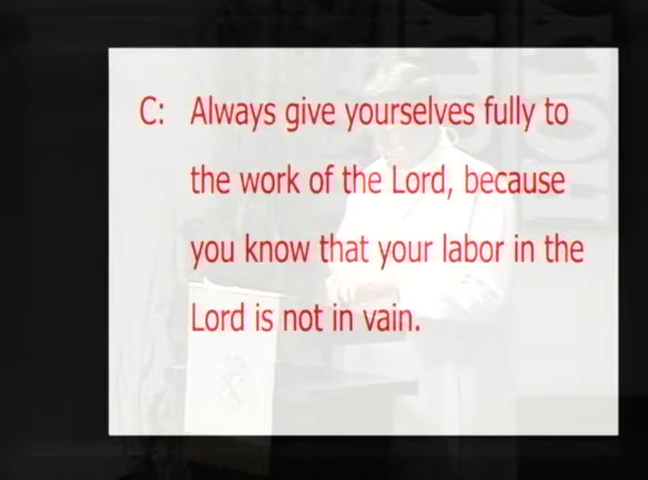 C: Always give yourselves fully to
the work of the Lord, because
you know that your labor in the
Lord is not in vain.